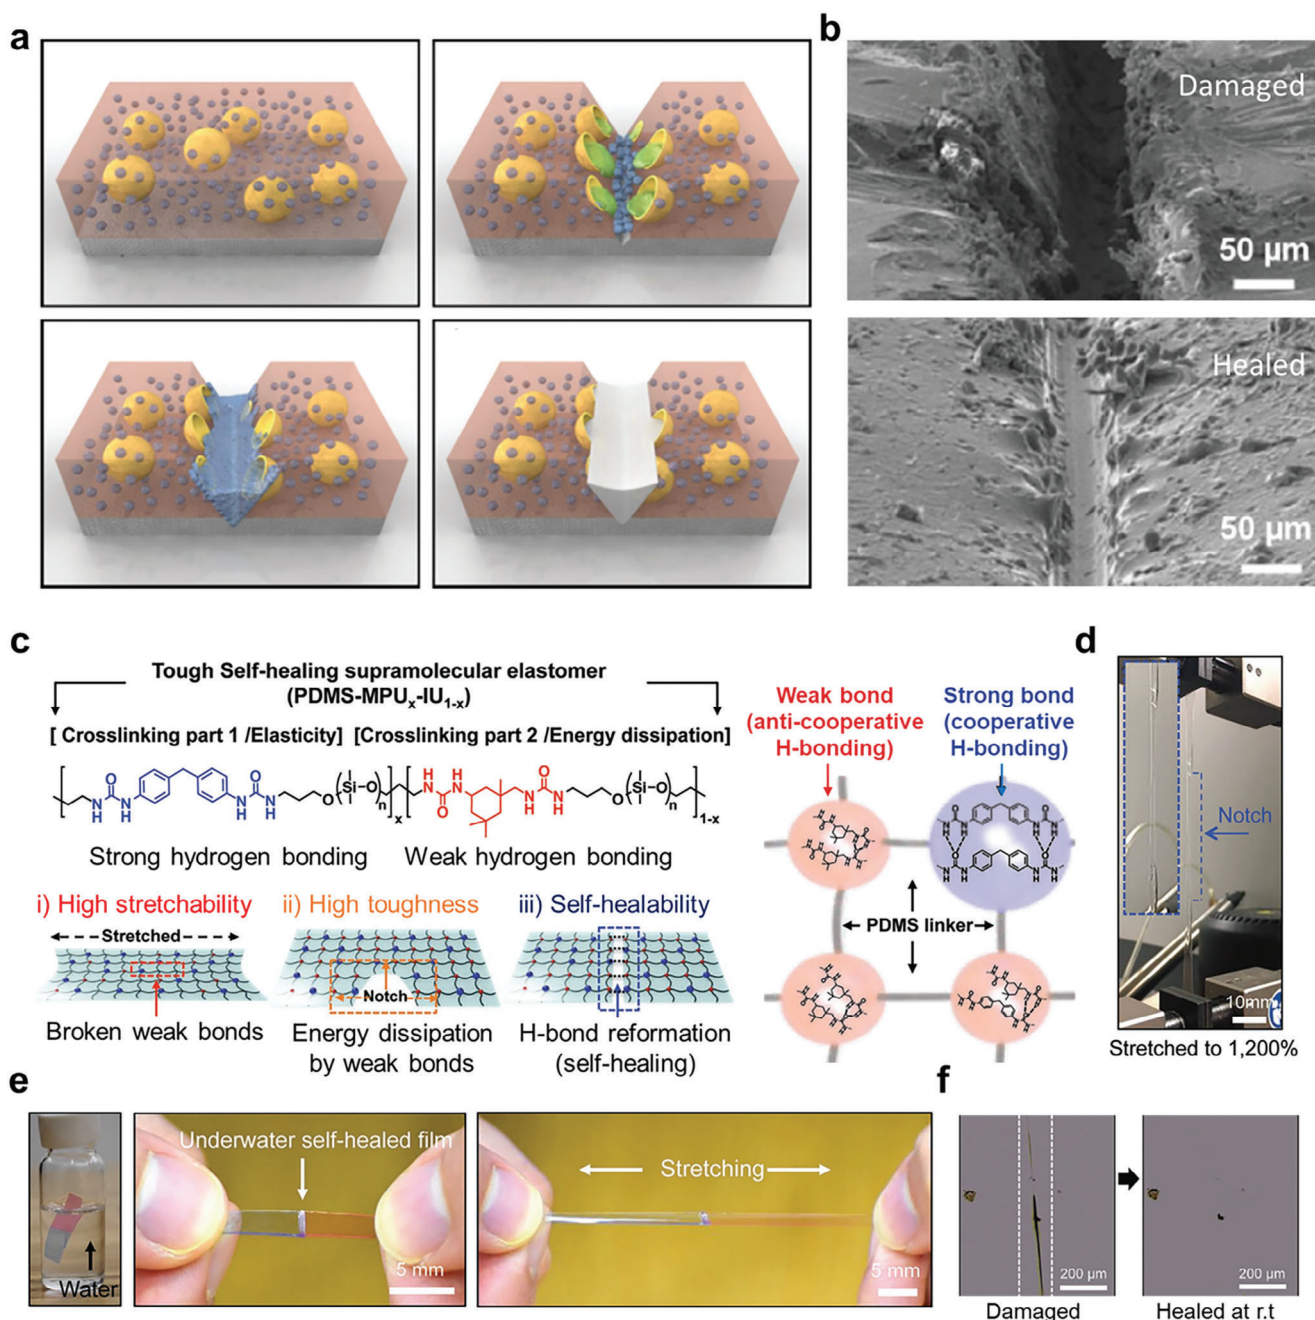 a
b
Damaged
50 µm
Healed
50 µm
c
Tough Self-healing supramolecular elastomer
(PDMS-MPUx-IU1-x)
[ Crosslinking part 1 /Elasticity] [Crosslinking part 2 /Energy dissipation]
Strong hydrogen bonding
Weak hydrogen bonding
i) High stretchability
Stretched
Broken weak bonds
ii) High toughness
Notch
Energy dissipation
by weak bonds
iii) Self-healability
H-bond reformation
(self-healing)
Weak bond
(anti-cooperative
H-bonding)
Strong bond
(cooperative
H-bonding)
PDMS linker
d
Notch
10mm
Stretched to 1,200%
e
Water
Underwater self-healed film
5 mm
Stretching
5 mm
f
200 µm
Damaged
200 µm
Healed at r.t